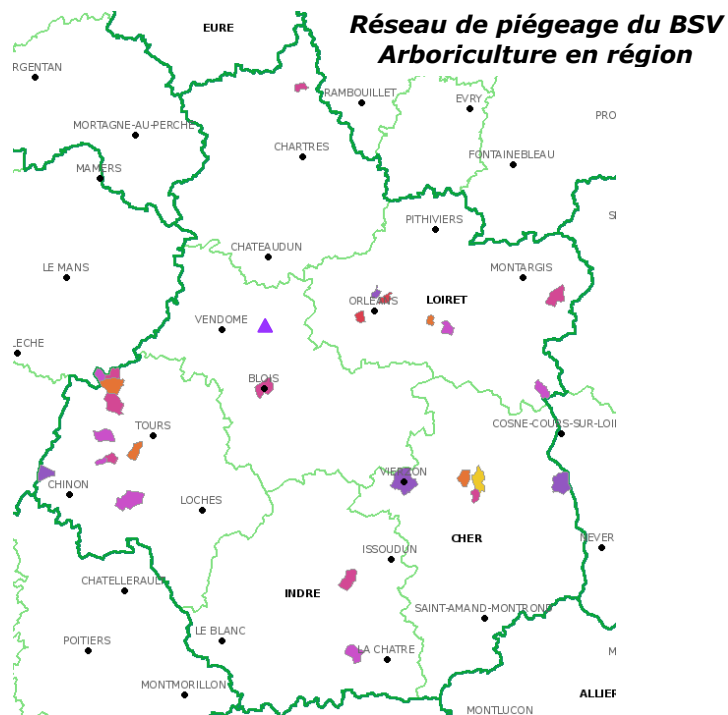 Réseau de piégeage du BSV
Arboriculture en région
EURE
RGENTAN
RAMBOUILLET
EVRY
PRO
MORTAGNE-AU-PERCHE
CHARTRES
FONTAINEBLEAU
MAMERS
PITHIVIERS
CHATEAUDUN
LE MANS
MONTARGIS
ORLEANS
LOIRET
VENDOME
LECHE
BLOIS
COSNE-COURS-SUR-LOI
TOURS
VIERZON
CHINON
LOCHES
CHER
NEVER
ISSOUDUN
CHATELLERAULT
INDRE
SAINT-AMAND-MONTROND
LE BLANC
POITIERS
LA CHATRE
MONTMORILLON
ALLIER
MONTLUCON